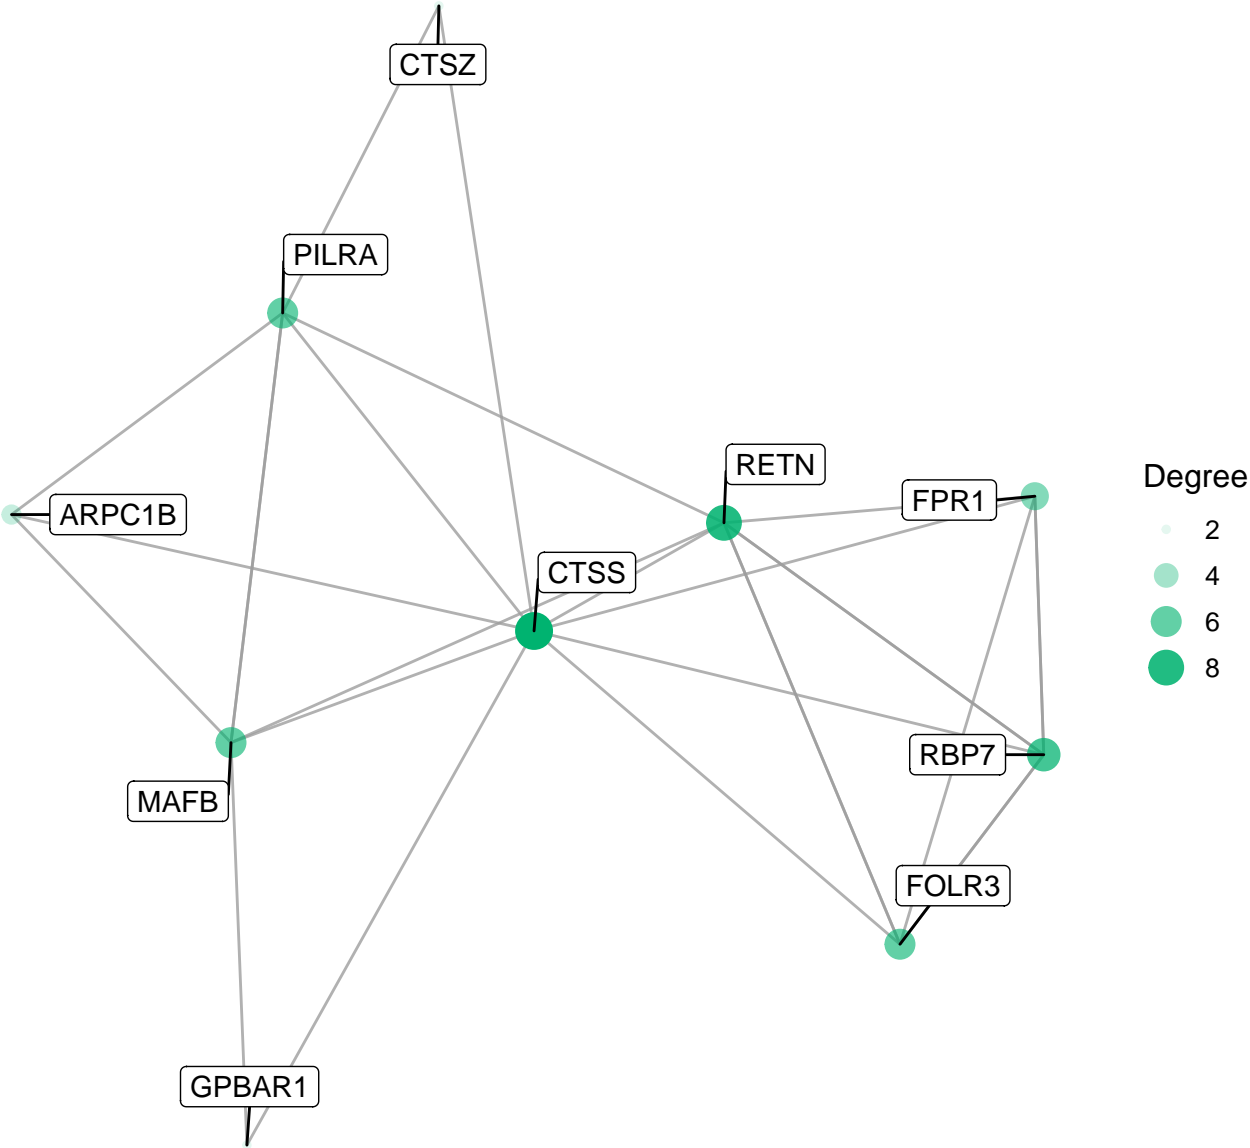 CTSZ
PILRA
RETN
FPR1
ARPC1B
CTSS
RBP7
MAFB
FOLR3
GPBAR1
Degree
2
4
6
8